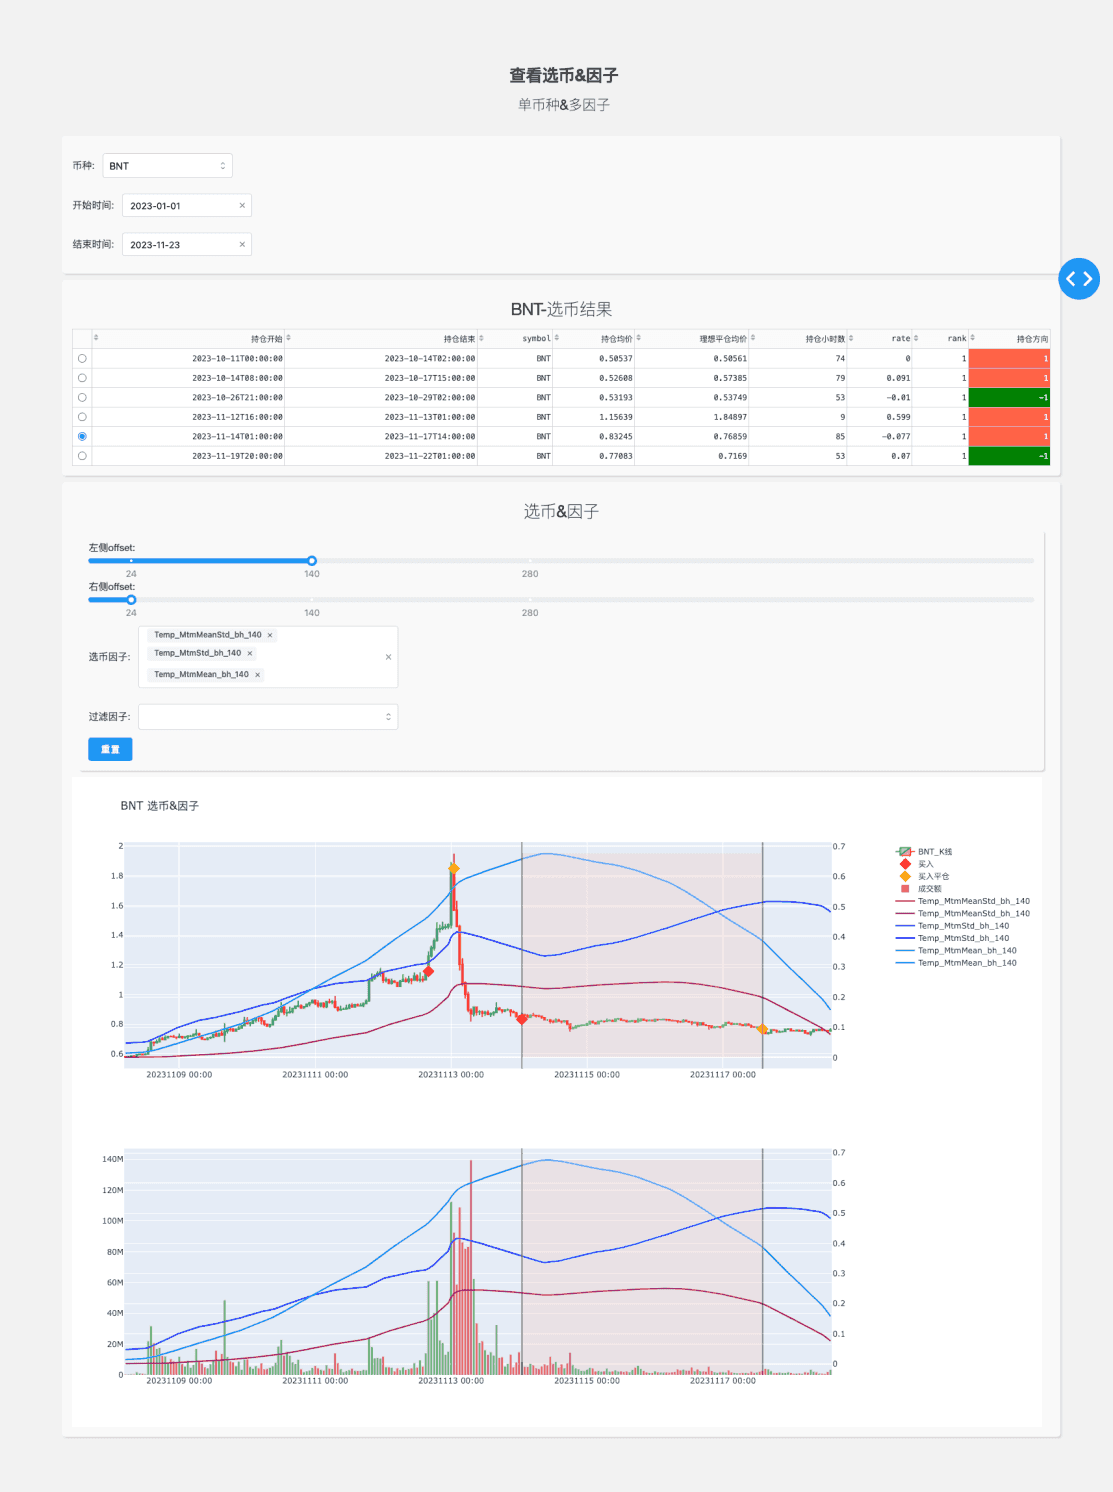 查看选币&因子
单币种&多因子
币种: BNT
开始时间: 2023-01-01 ×
结束时间: 2023-11-23 ×
BNT-选币结果
持仓开始 持仓结束 symbol 持仓均价 理想平仓均价 持仓小时数 rate rank 持仓方向
2023-10-11T00:00:00 2023-10-14T02:00:00 BNT 0.50537 0.50561 74 0 1 1
2023-10-14T08:00:00 2023-10-17T15:00:00 BNT 0.52608 0.57385 79 0.091 1 1
2023-10-26T21:00:00 2023-10-29T02:00:00 BNT 0.53193 0.53749 53 −0.01 1 −1
2023-11-12T16:00:00 2023-11-13T01:00:00 BNT 1.15639 1.84897 9 0.599 1 1
2023-11-14T01:00:00 2023-11-17T14:00:00 BNT 0.83245 0.76859 85 −0.077 1 1
2023-11-19T20:00:00 2023-11-22T01:00:00 BNT 0.77083 0.7169 53 0.07 1 −1
选币&因子
左侧offset:
24 140 280
右侧offset:
24 140 280
选币因子:
Temp_MtmMeanStd_bh_140 ×
Temp_MtmStd_bh_140 ×
Temp_MtmMean_bh_140 ×
×
过滤因子:
重置
BNT 选币&因子
2
1.8
1.6
1.4
1.2
1
0.8
0.6
0.7
0.6
0.5
0.4
0.3
0.2
0.1
0
20231109 00:00 20231111 00:00 20231113 00:00 20231115 00:00 20231117 00:00
BNT_K线
买入
买入平仓
成交额
Temp_MtmMeanStd_bh_140
Temp_MtmMeanStd_bh_140
Temp_MtmStd_bh_140
Temp_MtmStd_bh_140
Temp_MtmMean_bh_140
Temp_MtmMean_bh_140
140M
120M
100M
80M
60M
40M
20M
0
0.7
0.6
0.5
0.4
0.3
0.2
0.1
0
20231109 00:00 20231111 00:00 20231113 00:00 20231115 00:00 20231117 00:00